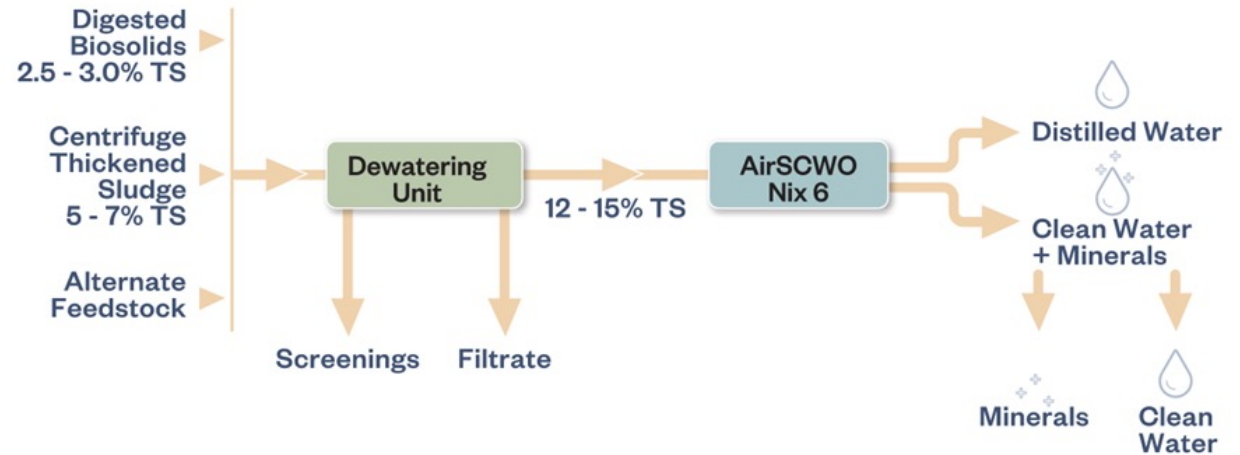 Digested
Biosolids
2.5 - 3.0% TS
Centrifuge
Thickened
Sludge
5 - 7% TS
Alternate
Feedstock
Dewatering
Unit
Screenings
Filtrate
12 - 15% TS
AirSCWO
Nix 6
Distilled Water
Clean Water
+ Minerals
Minerals
Clean
Water